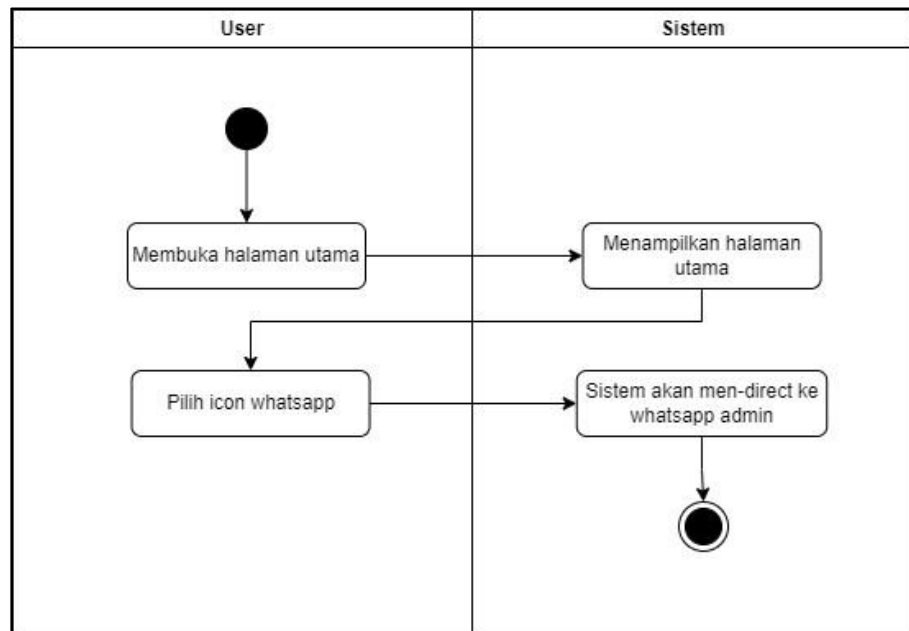 User
Sistem
Membuka halaman utama
Menampilkan halaman
utama
Pilih icon whatsapp
Sistem akan men-direct ke
whatsapp admin